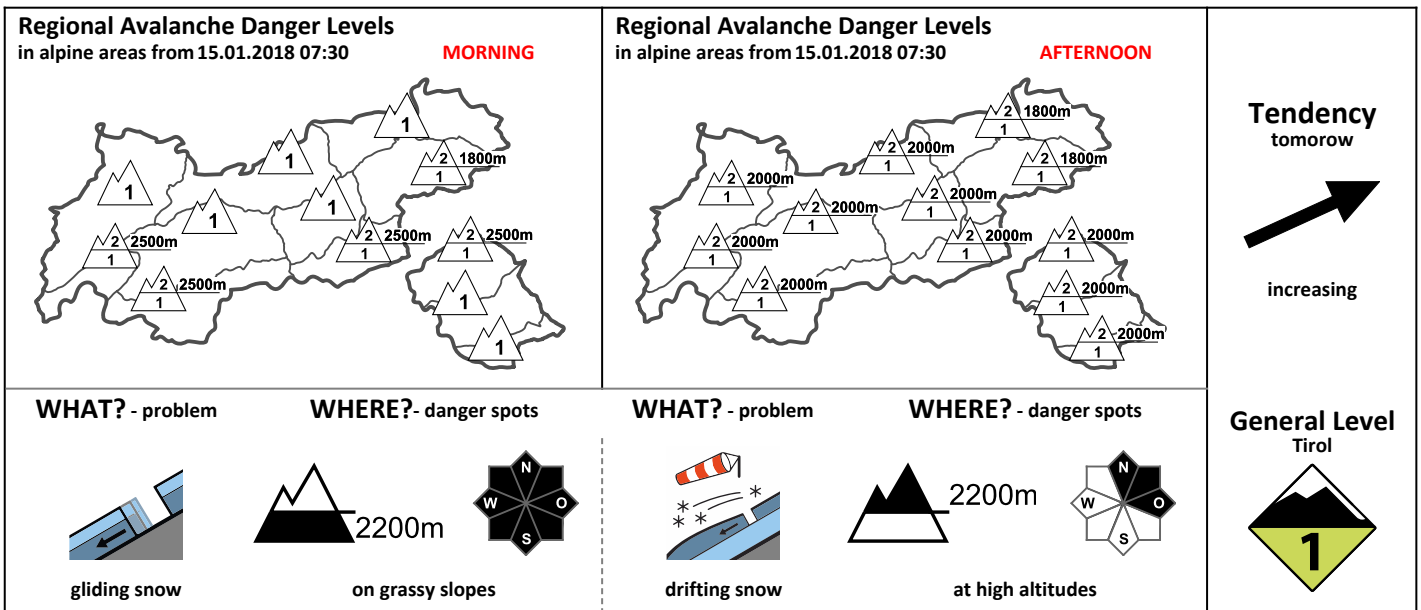 Regional Avalanche Danger Levels
in alpine areas from 15.01.2018 07:30 MORNING
1
1
2 1800m
1
1
1
1
2 2500m
1
2 2500m
1
2 2500m
1
2 2500m
1
1
1
Regional Avalanche Danger Levels
in alpine areas from 15.01.2018 07:30 AFTERNOON
2 1800m
1
2 2000m
1
2 1800m
1
2 2000m
1
2 2000m
1
2 2000m
1
2 2000m
1
2 2000m
1
2 2000m
1
2 2000m
1
2 2000m
1
2 2000m
1
Tendency
tomorow
increasing
WHAT? - problem
gliding snow
WHERE? - danger spots
2200m
N
W O
S
on grassy slopes
WHAT? - problem
drifting snow
WHERE? - danger spots
2200m
N
W O
S
at high altitudes
General Level
Tirol
1